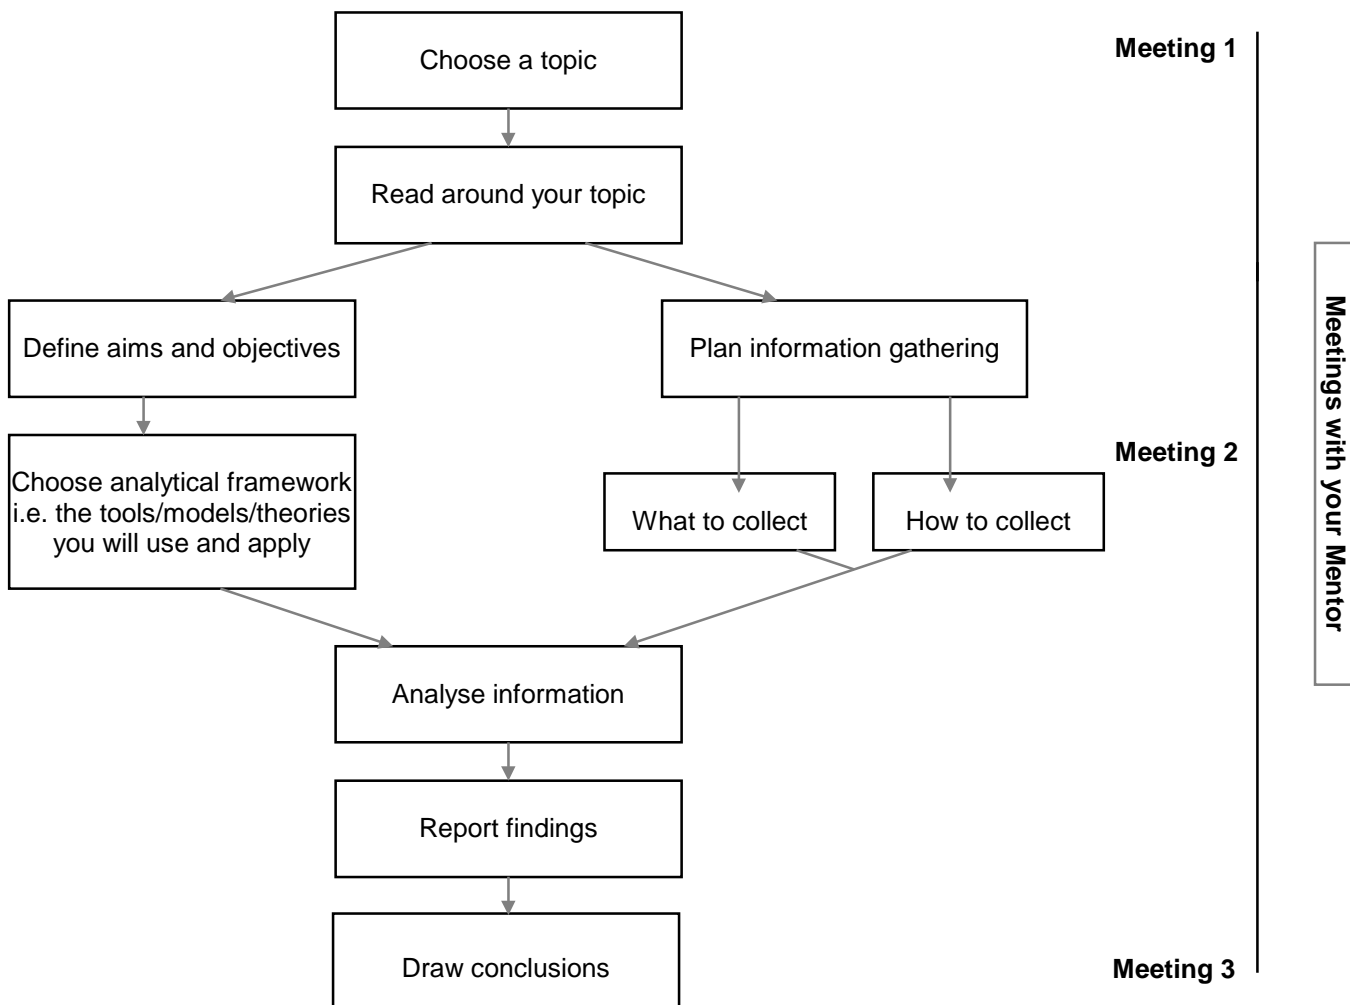 Choose a topic
Meeting 1
Read around your topic
Define aims and objectives
Plan information gathering
Choose analytical framework
i.e. the tools/models/theories
you will use and apply
What to collect
How to collect
Meeting 2
Meetings with your Mentor
Analyse information
Report findings
Draw conclusions
Meeting 3